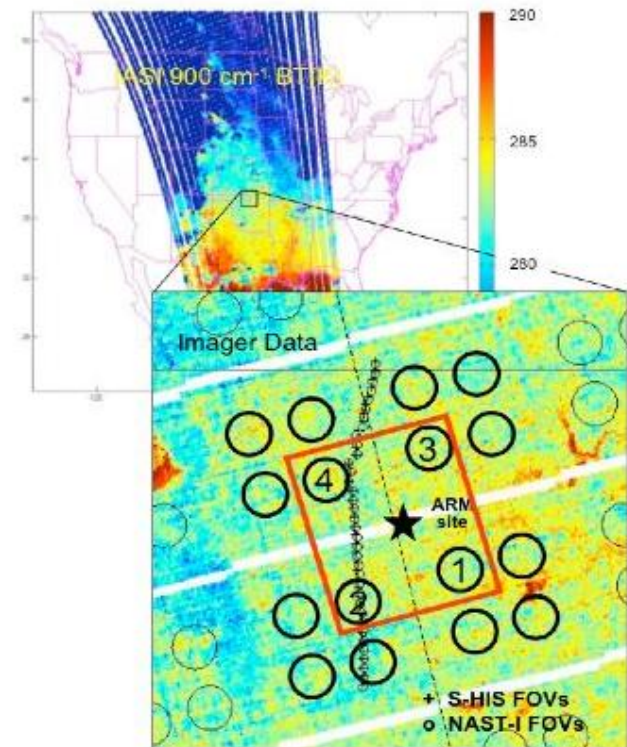 290
IASI 900 cm⁻¹ BT(K)
285
280
Imager Data
3
4
ARM
site
1
2
+ S-HIS FOVs
o NAST-I FOVs